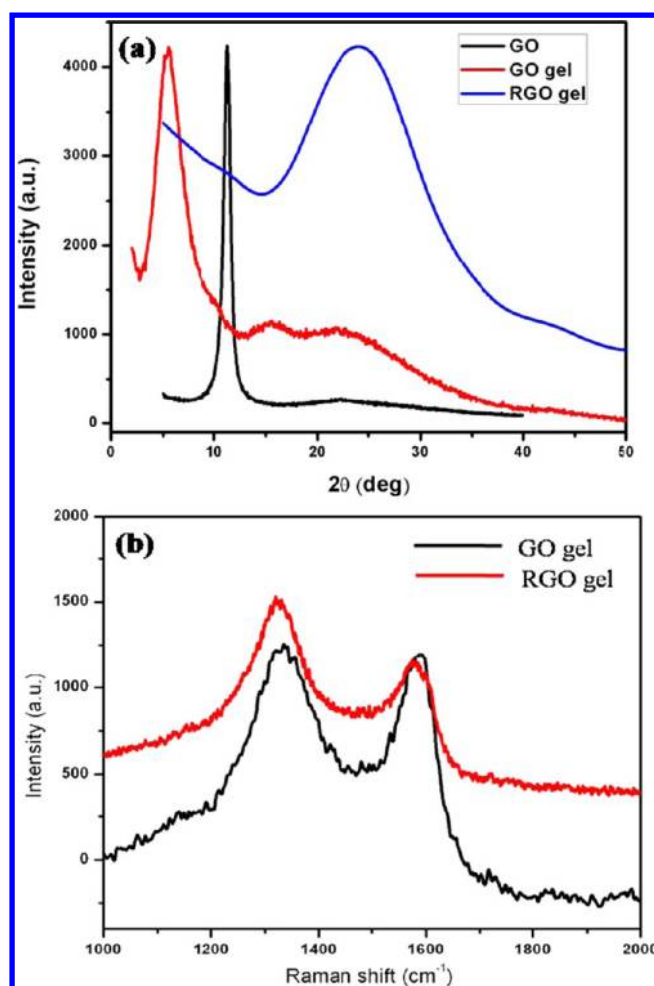 (a)
GO
GO gel
RGO gel
4000
3000
2000
1000
0
Intensity (a.u.)
0 10 20 30 40 50
2θ (deg)
(b)
GO gel
RGO gel
2000
1500
1000
500
0
Intensity (a.u.)
1000 1200 1400 1600 1800 2000
Raman shift (cm⁻¹)